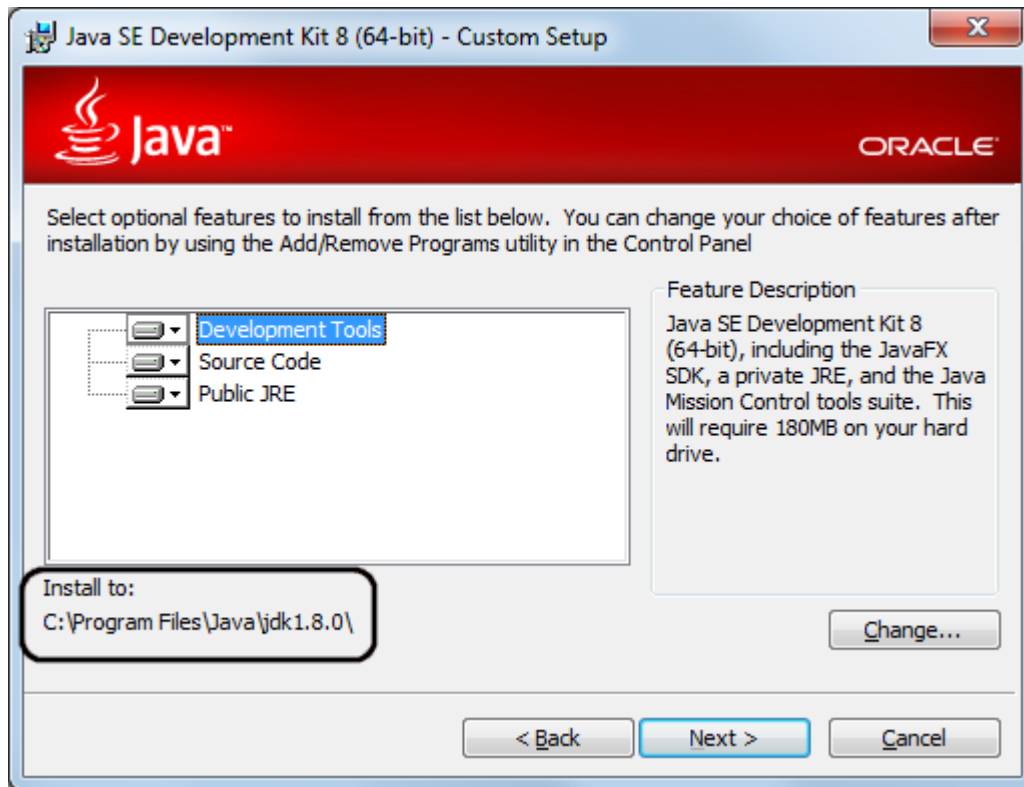 Java SE Development Kit 8 (64-bit) - Custom Setup
Java™
ORACLE
Select optional features to install from the list below.  You can change your choice of features after
installation by using the Add/Remove Programs utility in the Control Panel
Development Tools
Source Code
Public JRE
Feature Description
Java SE Development Kit 8
(64-bit), including the JavaFX
SDK, a private JRE, and the Java
Mission Control tools suite.  This
will require 180MB on your hard
drive.
Install to:
C:\Program Files\Java\jdk1.8.0\
Change...
< Back
Next >
Cancel